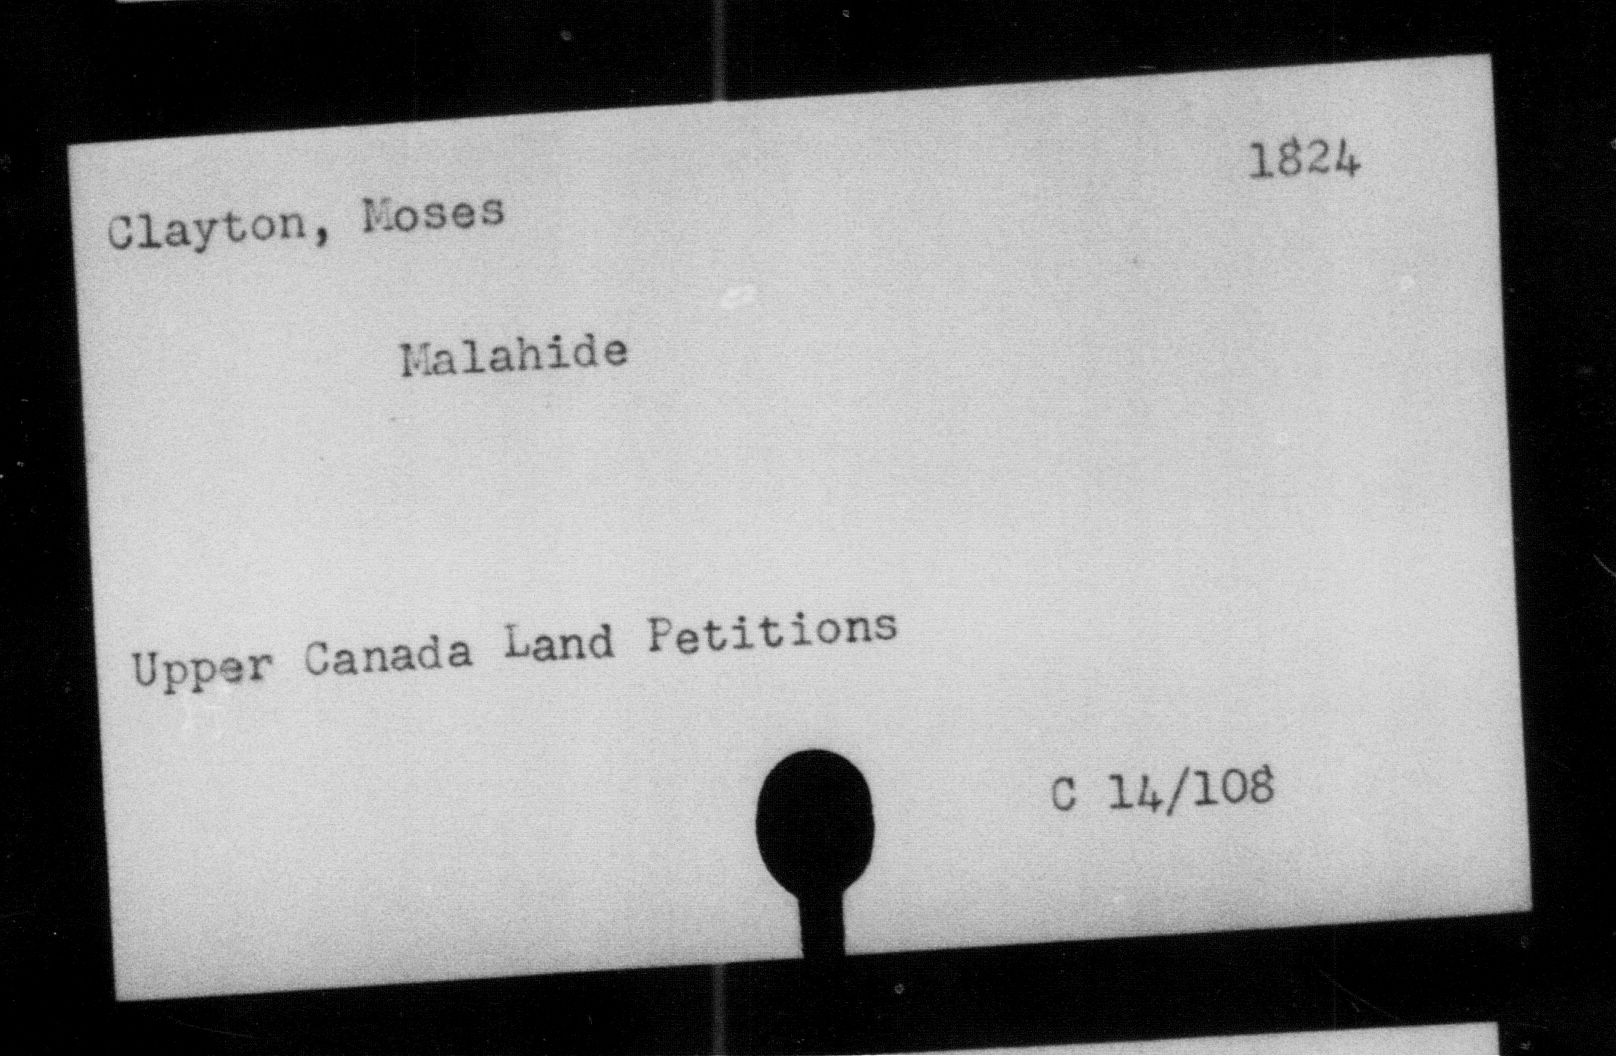 1824
Clayton, Moses
Malahide
Upper Canada Land Petitions
C 14/108